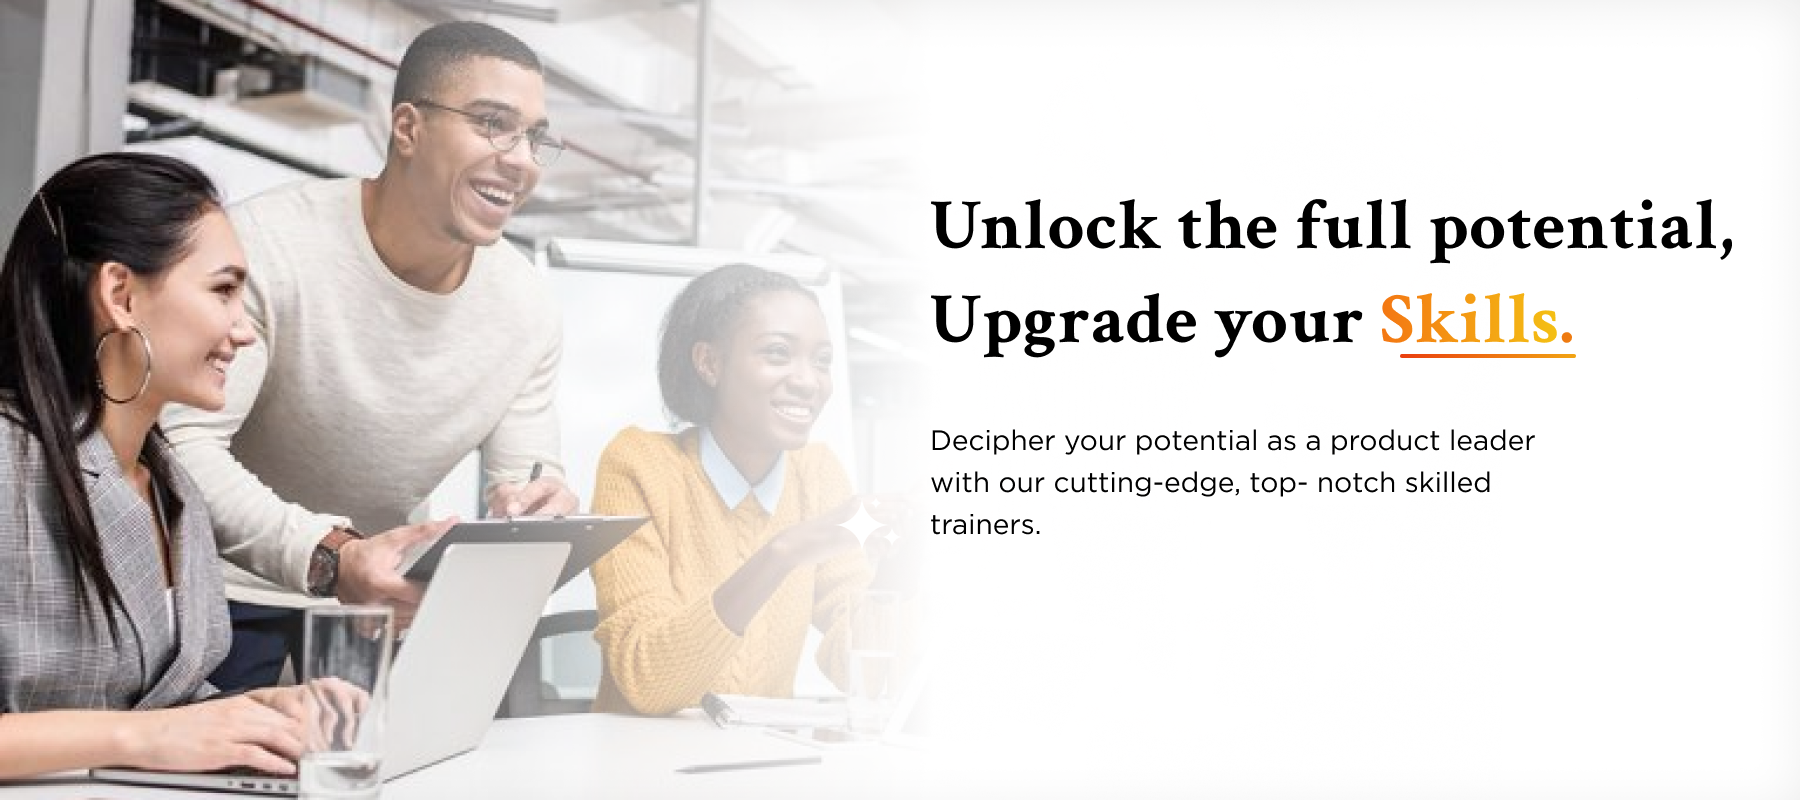 Unlock the full potential,
Upgrade your Skills.
Decipher your potential as a product leader
with our cutting-edge, top- notch skilled
trainers.